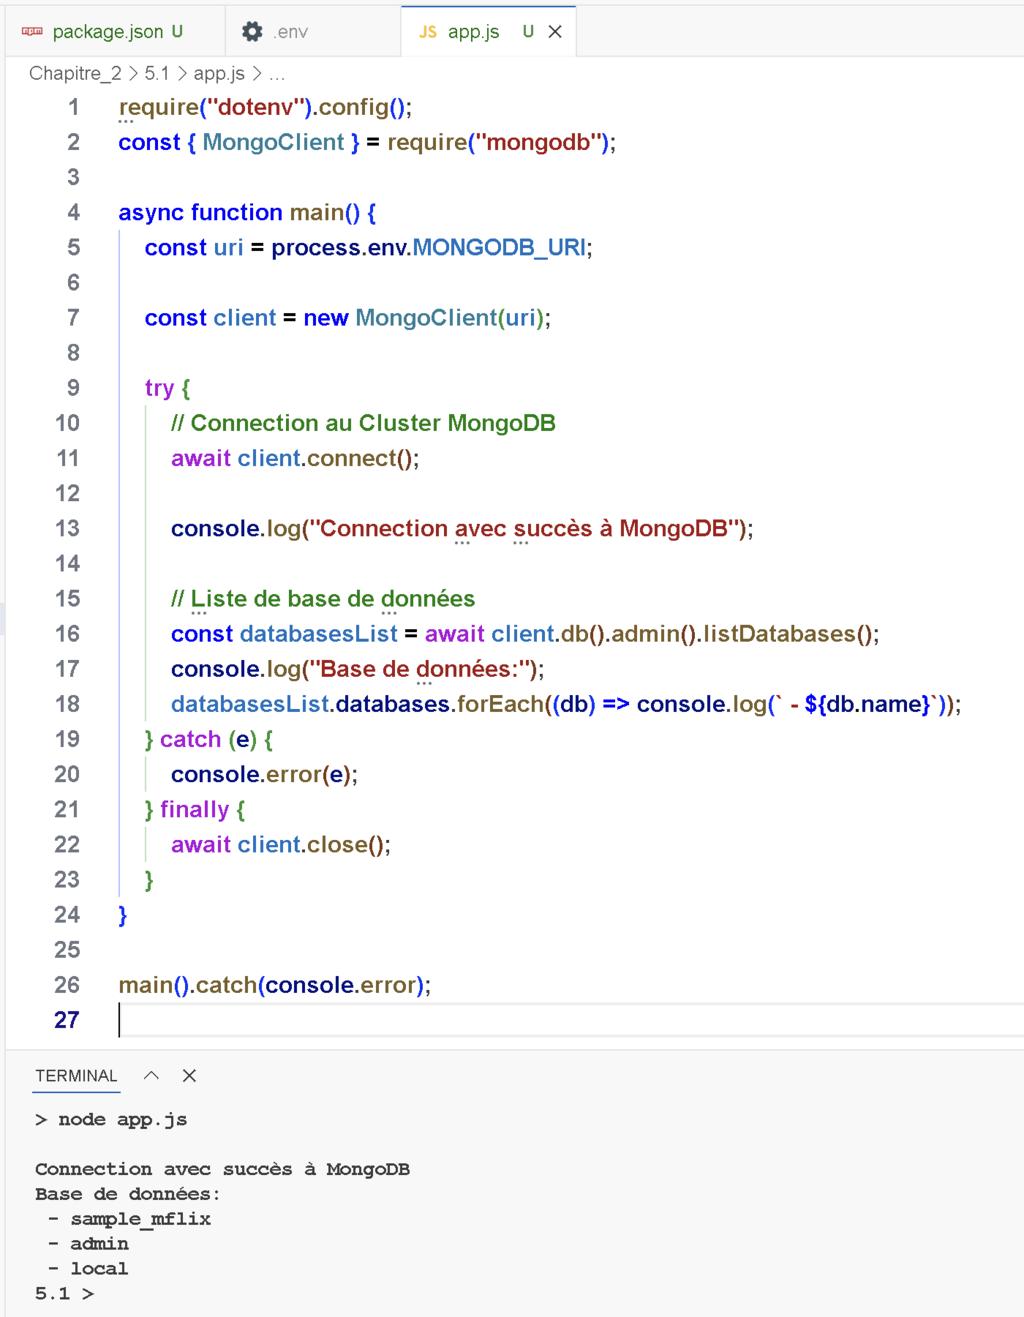 package.json U
.env
JS app.js U
Chapitre_2 > 5.1 > app.js > ...
1 require("dotenv").config();
2 const { MongoClient } = require("mongodb");
3
4 async function main() {
5 const uri = process.env.MONGODB_URI;
6
7 const client = new MongoClient(uri);
8
9 try {
10 // Connection au Cluster MongoDB
11 await client.connect();
12
13 console.log("Connection avec succès à MongoDB");
14
15 // Liste de base de données
16 const databasesList = await client.db().admin().listDatabases();
17 console.log("Base de données:");
18 databasesList.databases.forEach((db) => console.log(` - ${db.name}`));
19 } catch (e) {
20 console.error(e);
21 } finally {
22 await client.close();
23 }
24 }
25
26 main().catch(console.error);
27
TERMINAL
> node app.js
Connection avec succès à MongoDB
Base de données:
- sample_mflix
- admin
- local
5.1 >